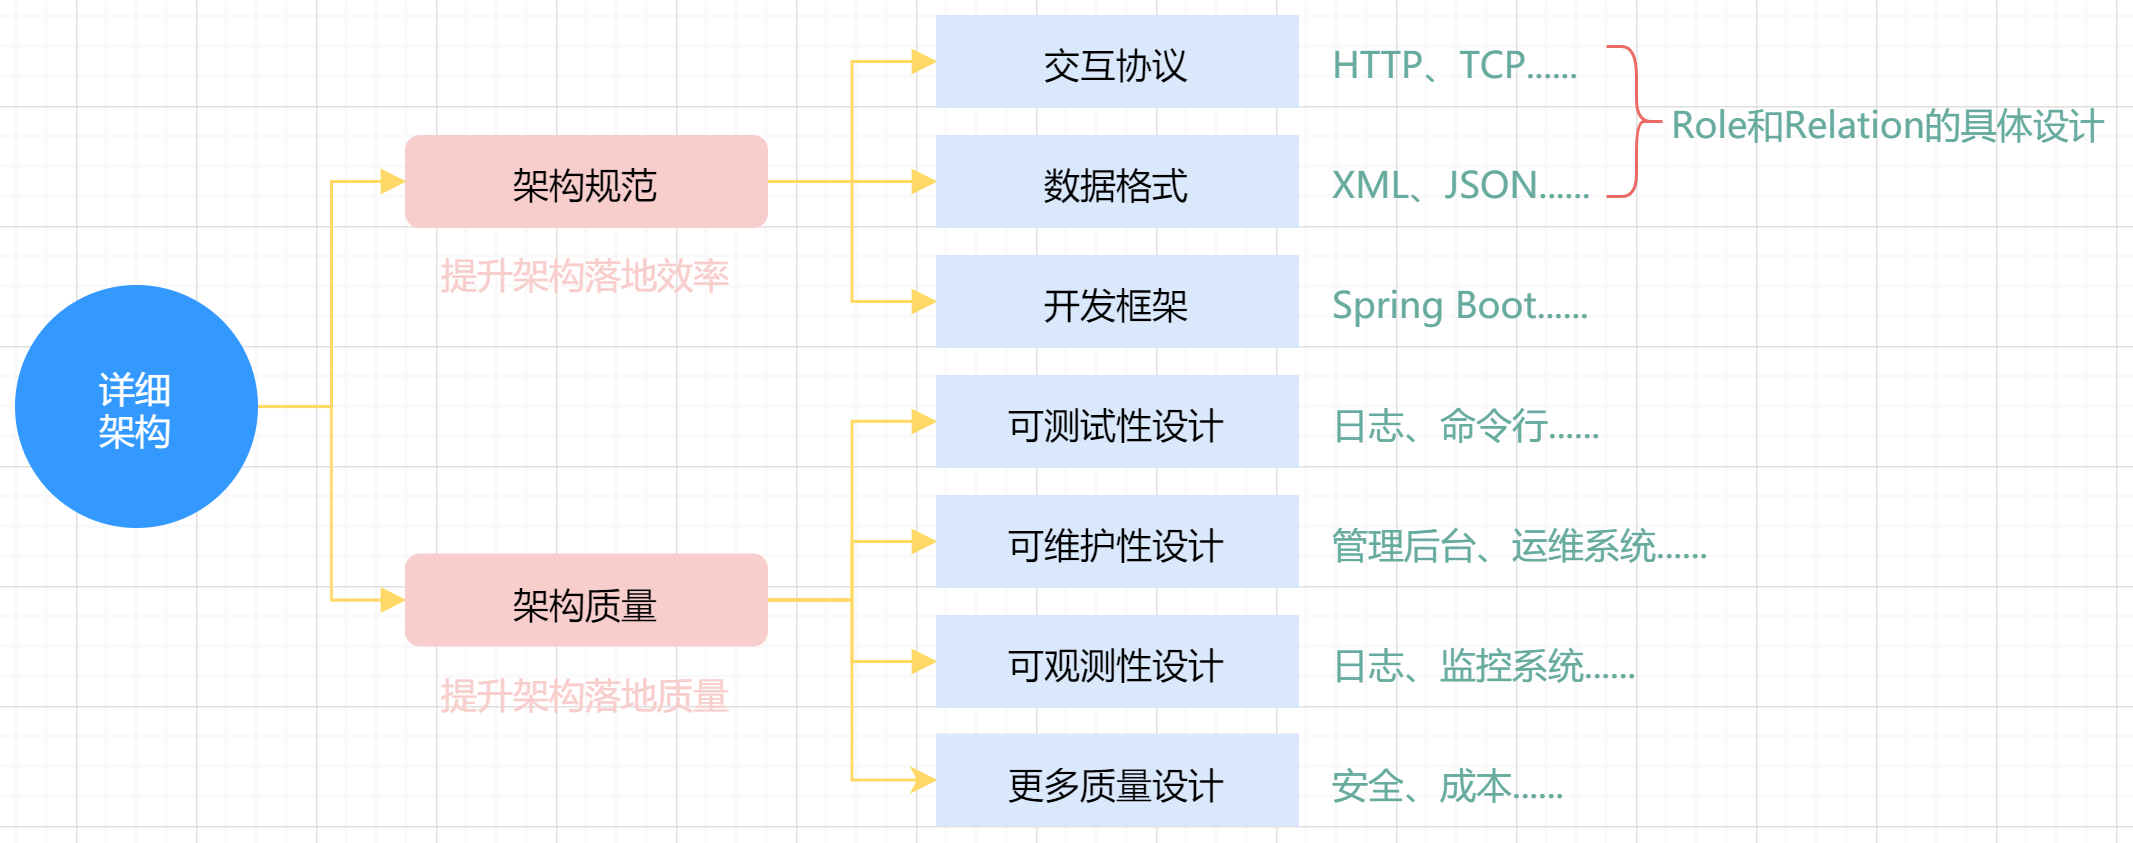 详细
架构
架构规范
提升架构落地效率
交互协议
HTTP、TCP......
数据格式
XML、JSON......
Role和Relation的具体设计
开发框架
Spring Boot......
架构质量
提升架构落地质量
可测试性设计
日志、命令行......
可维护性设计
管理后台、运维系统......
可观测性设计
日志、监控系统......
更多质量设计
安全、成本......